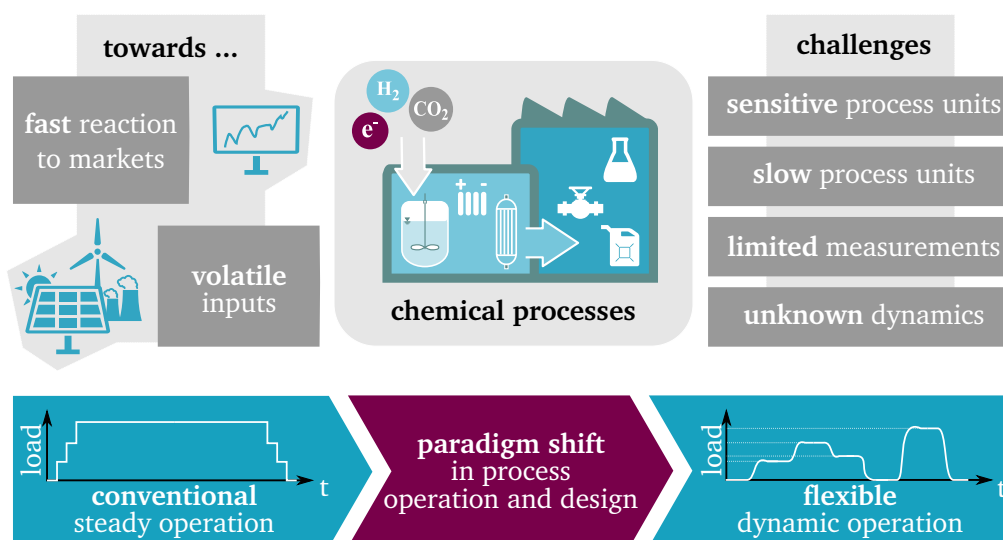 towards ...
fast reaction
to markets
volatile
inputs
H₂
CO₂
e⁻
+ -
chemical processes
challenges
sensitive process units
slow process units
limited measurements
unknown dynamics
load
t
conventional
steady operation
paradigm shift
in process
operation and design
load
t
flexible
dynamic operation